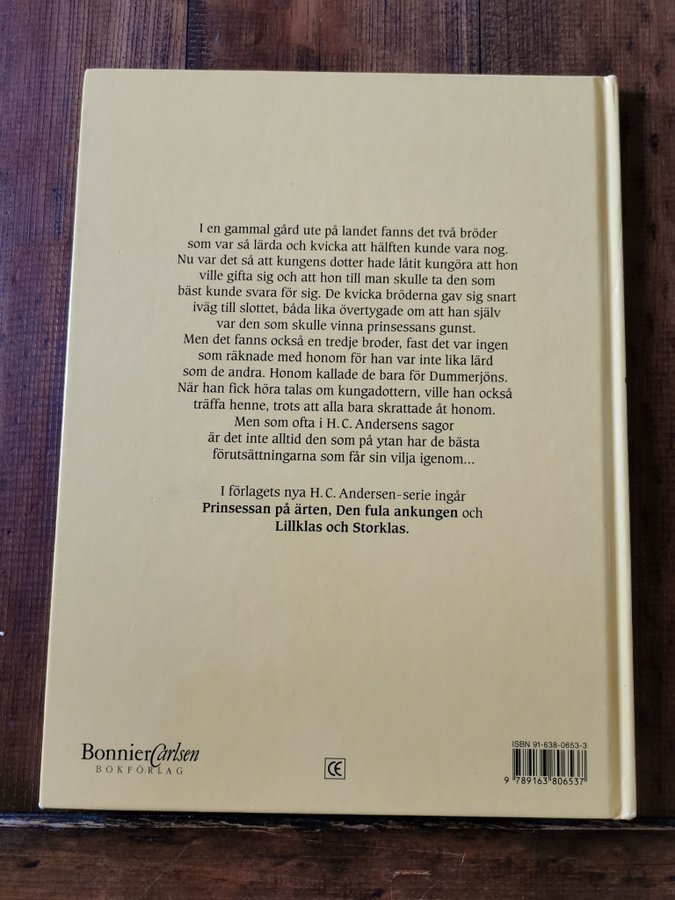 I en gammal gård ute på landet fanns det två bröder
som var så lärda och kvicka att hälften kunde vara nog.
Nu var det så att kungens dotter hade låtit kungöra att hon
ville gifta sig och att hon till man skulle ta den som
bäst kunde svara för sig. De kvicka bröderna gav sig snart
iväg till slottet, båda lika övertygade om att han själv
var den som skulle vinna prinsessans gunst.
Men det fanns också en tredje broder, fast det var ingen
som räknade med honom för han var inte lika lärd
som de andra. Honom kallade de bara för Dummerjöns.
När han fick höra talas om kungadottern, ville han också
träffa henne, trots att alla bara skrattade åt honom.
Men som ofta i H. C. Andersens sagor
är det inte alltid den som på ytan har de bästa
förutsättningarna som får sin vilja igenom...
I förlagets nya H. C. Andersen-serie ingår
Prinsessan på ärten, Den fula ankungen och
Lillklas och Storklas.
BonnierCarlsen
BOKFÖRLAG
CE
ISBN 91-638-0653-3
9 789163 806537